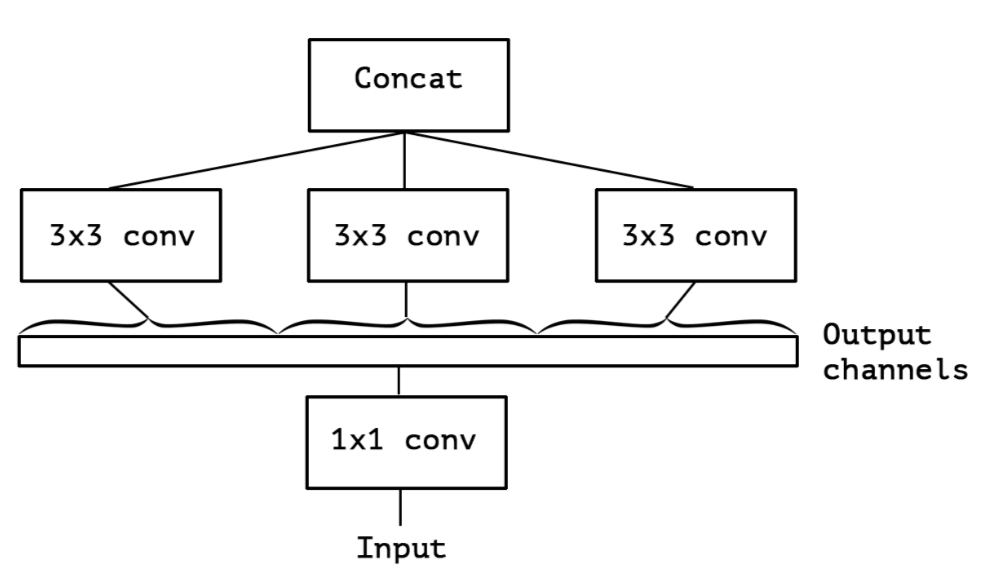 Concat
3x3 conv
3x3 conv
3x3 conv
Output
channels
1x1 conv
Input